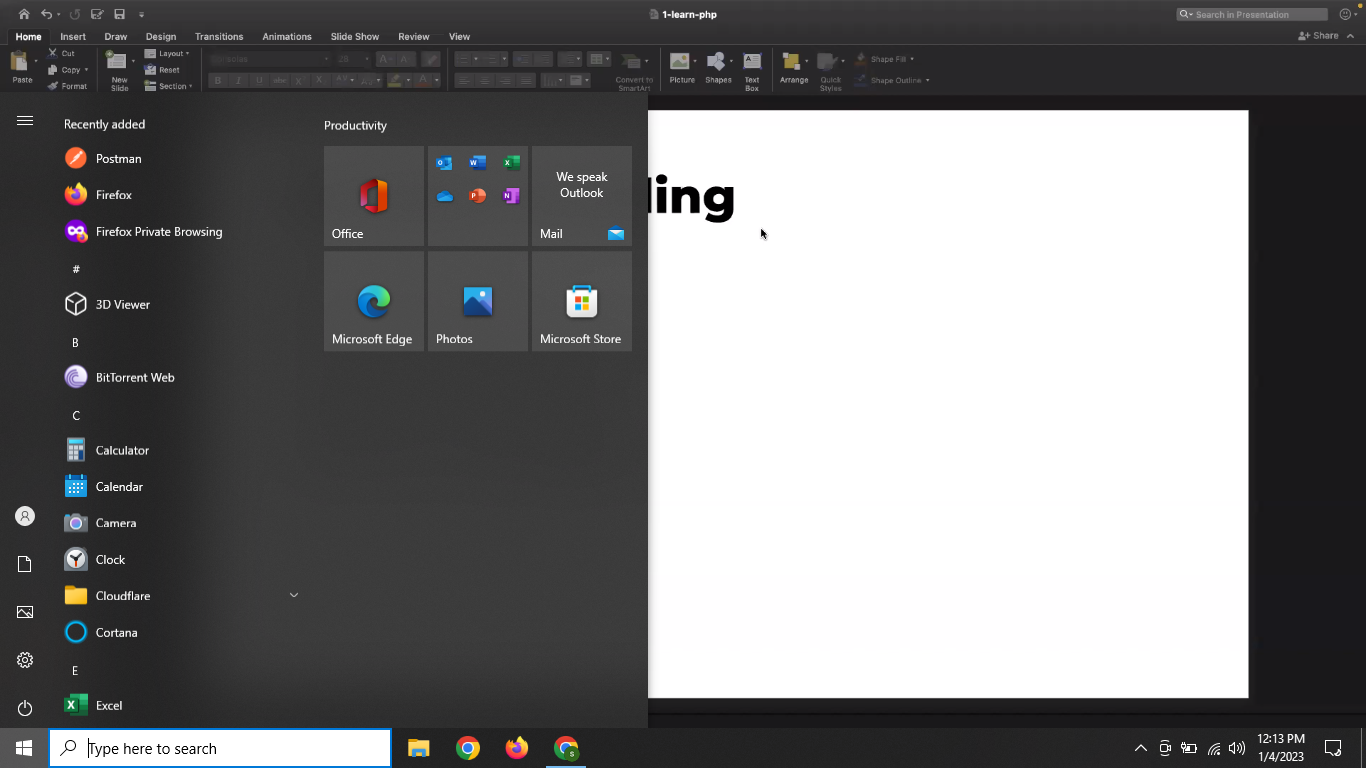 1-learn-php
Search in Presentation
Home Insert Draw Design Transitions Animations Slide Show Review View
Share
Paste
Cut
Copy
Format
New Slide
Layout
Reset
Section
Convert to SmartArt
Picture
Shapes
Text Box
Arrange
Quick Styles
Shape Fill
Shape Outline
Recently added
Postman
Firefox
Firefox Private Browsing
#
3D Viewer
B
BitTorrent Web
C
Calculator
Calendar
Camera
Clock
Cloudflare
Cortana
E
Excel
Productivity
Office
We speak
Outlook
Mail
Microsoft Edge
Photos
Microsoft Store
ling
Type here to search
12:13 PM
1/4/2023